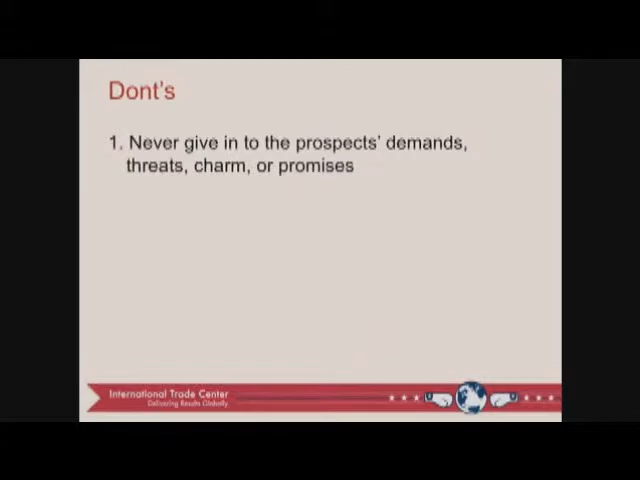 Dont's
1. Never give in to the prospects' demands,
threats, charm, or promises
International Trade Center
Delivering Results Globally